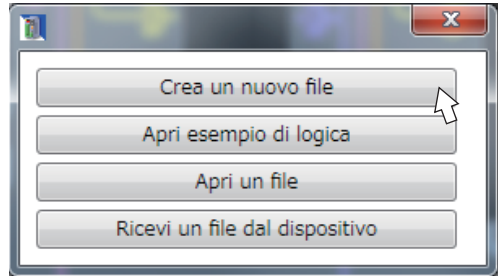 Crea un nuovo file
Apri esempio di logica
Apri un file
Ricevi un file dal dispositivo